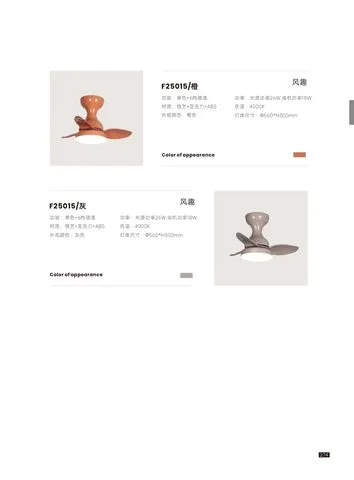 F25015/橙
风趣
功能：单色+6档调速
功率：光源功率26W,电机功率18W
材质：铁艺+亚克力+ABS
色温：4000K
外观颜色：橙色
灯体尺寸：Φ560*H300mm
Color of appearance
F25015/灰
风趣
功能：单色+6档调速
功率：光源功率26W,电机功率18W
材质：铁艺+亚克力+ABS
色温：4000K
外观颜色：灰色
灯体尺寸：Φ560*H300mm
Color of appearance
274